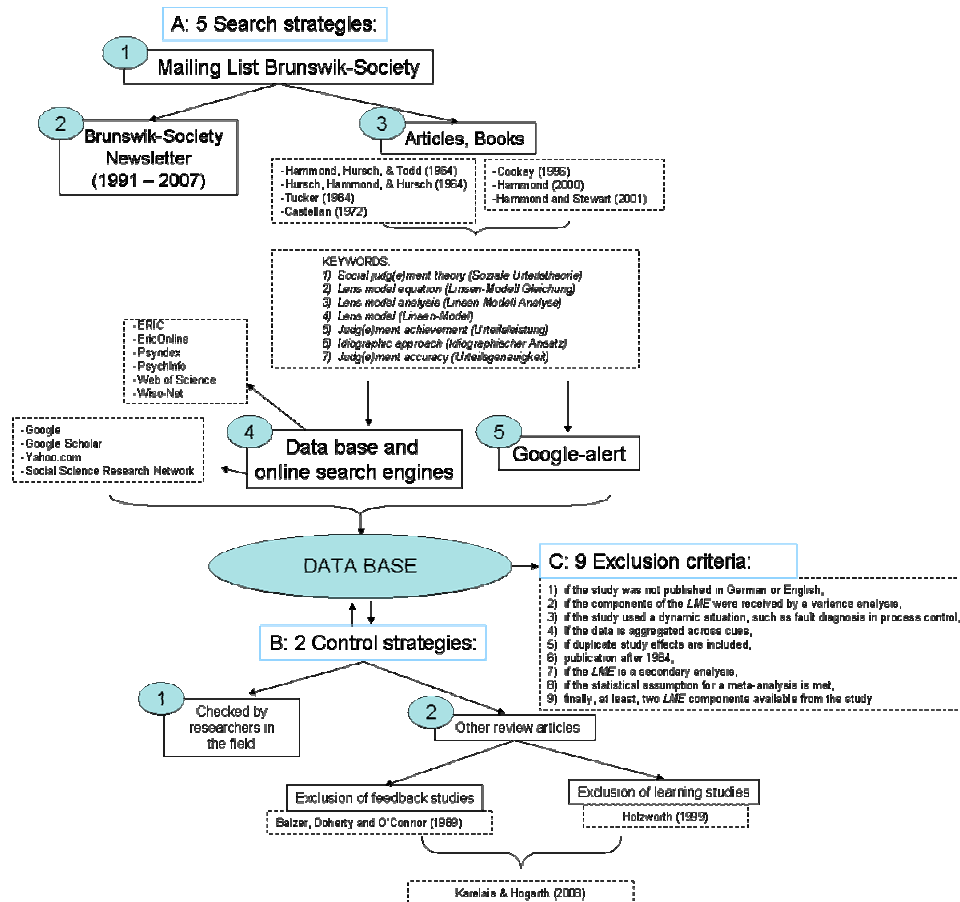 A: 5 Search strategies:
1
Mailing List Brunswik-Society
2
Brunswik-Society
Newsletter
(1991 – 2007)
3
Articles, Books
-Hammond, Hursch, & Todd (1964)
-Hursch, Hammond, & Hursch (1964)
-Tucker (1964)
-Castellan (1972)
-Cooksey (1996)
-Hammond (2000)
-Hammond and Stewart (2001)
KEYWORDS:
1) Social judg(e)ment theory (Soziale Urteilstheorie)
2) Lens model equation (Linsen-Modell Gleichung)
3) Lens model analysis (Linsen Modell Analyse)
4) Lens model (Linsen-Model)
5) Judg(e)ment achievement (Urteilsleistung)
6) Idiographic approach (Idiographischer Ansatz)
7) Judg(e)ment accuracy (Urteilsgenauigkeit)
-ERIC
-EricOnline
-Psyndex
-PsychInfo
-Web of Science
-Wiso-Net
-Google
-Google Scholar
-Yahoo.com
-Social Science Research Network
4
Data base and
online search engines
5
Google-alert
DATA BASE
C: 9 Exclusion criteria:
1) if the study was not published in German or English,
2) if the components of the LME were received by a variance analysis,
3) if the study used a dynamic situation, such as fault diagnosis in process control,
4) if the data is aggregated across cues,
5) if duplicate study effects are included,
6) publication after 1964,
7) if the LME is a secondary analysis,
8) if the statistical assumption for a meta-analysis is met,
9) finally, at least, two LME components available from the study
B: 2 Control strategies:
1
Checked by
researchers in
the field
2
Other review articles
Exclusion of feedback studies
Balzer, Doherty and O'Connor (1989)
Exclusion of learning studies
Holzworth (1999)
Karelaia & Hogarth (2008)